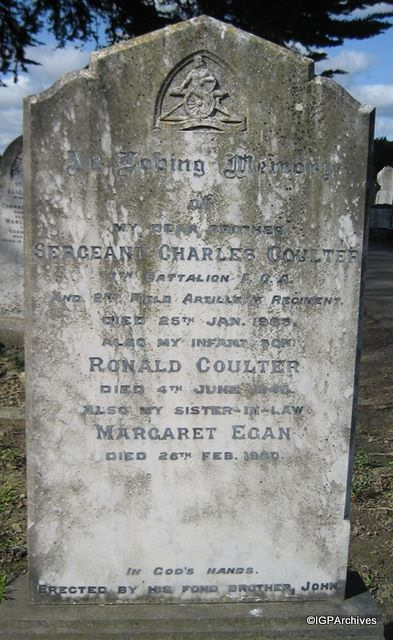 In Loving Memory
of
MY DEAR BROTHER
SERGEANT CHARLES COULTER
7TH BATTALION F.C.A.
AND 2ND FIELD ARTILLERY REGIMENT.
DIED 25TH JAN.
ALSO MY INFANT SON
RONALD COULTER
DIED 4TH JUNE
ALSO MY SISTER-IN-LAW
MARGARET EGAN
DIED 26TH FEB. 1960.
IN GOD'S HANDS.
ERECTED BY HIS FOND BROTHER, JOHN
©IGPArchives